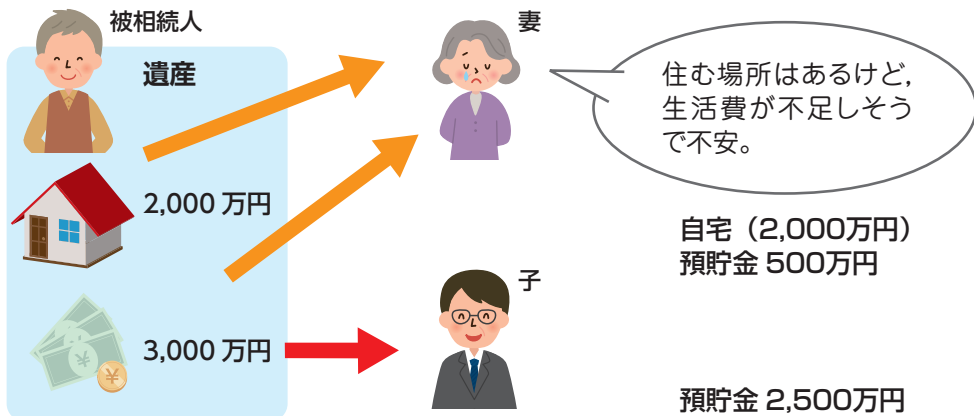 被相続人
遺産
2,000 万円
¥
¥
3,000 万円
妻
住む場所はあるけど,
生活費が不足しそう
で不安。
自宅（2,000万円）
預貯金 500万円
子
預貯金 2,500万円